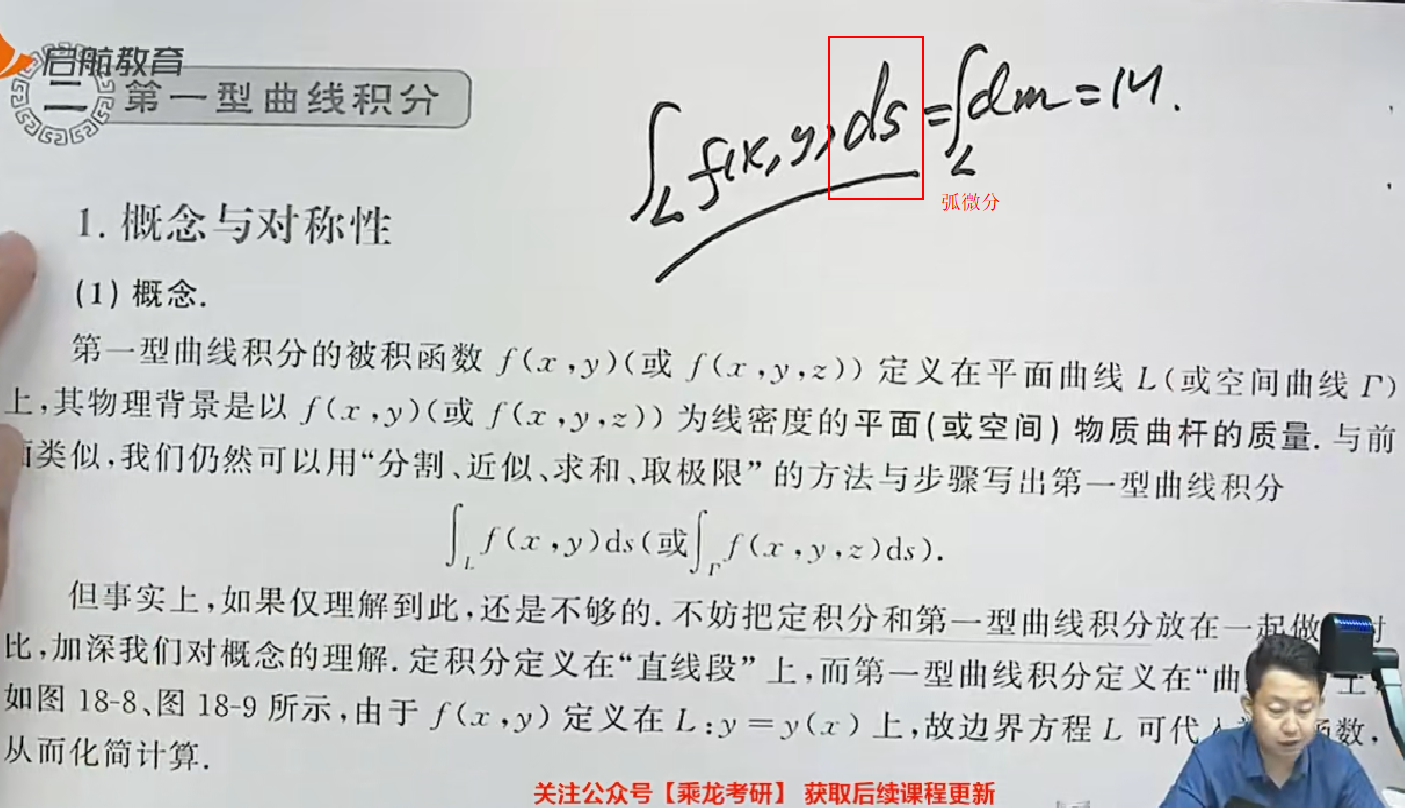 启航教育
二 第一型曲线积分
∫_L f(x,y)ds=∫_L dm=M.
弧微分
1. 概念与对称性
(1) 概念.
第一型曲线积分的被积函数 f(x,y)(或 f(x,y,z)) 定义在平面曲线 L(或空间曲线 Γ)
上,其物理背景是以 f(x,y)(或 f(x,y,z)) 为线密度的平面(或空间) 物质曲杆的质量. 与前
类似,我们仍然可以用“分割、近似、求和、取极限”的方法与步骤写出第一型曲线积分
∫_L f(x,y)ds(或∫_Γ f(x,y,z)ds).
但事实上,如果仅理解到此,还是不够的. 不妨把定积分和第一型曲线积分放在一起做
比,加深我们对概念的理解. 定积分定义在“直线段”上,而第一型曲线积分定义在“曲 上
如图 18-8、图 18-9 所示,由于 f(x,y) 定义在 L:y=y(x) 上,故边界方程 L 可代 函数,
从而化简计算.
关注公众号【乘龙考研】 获取后续课程更新